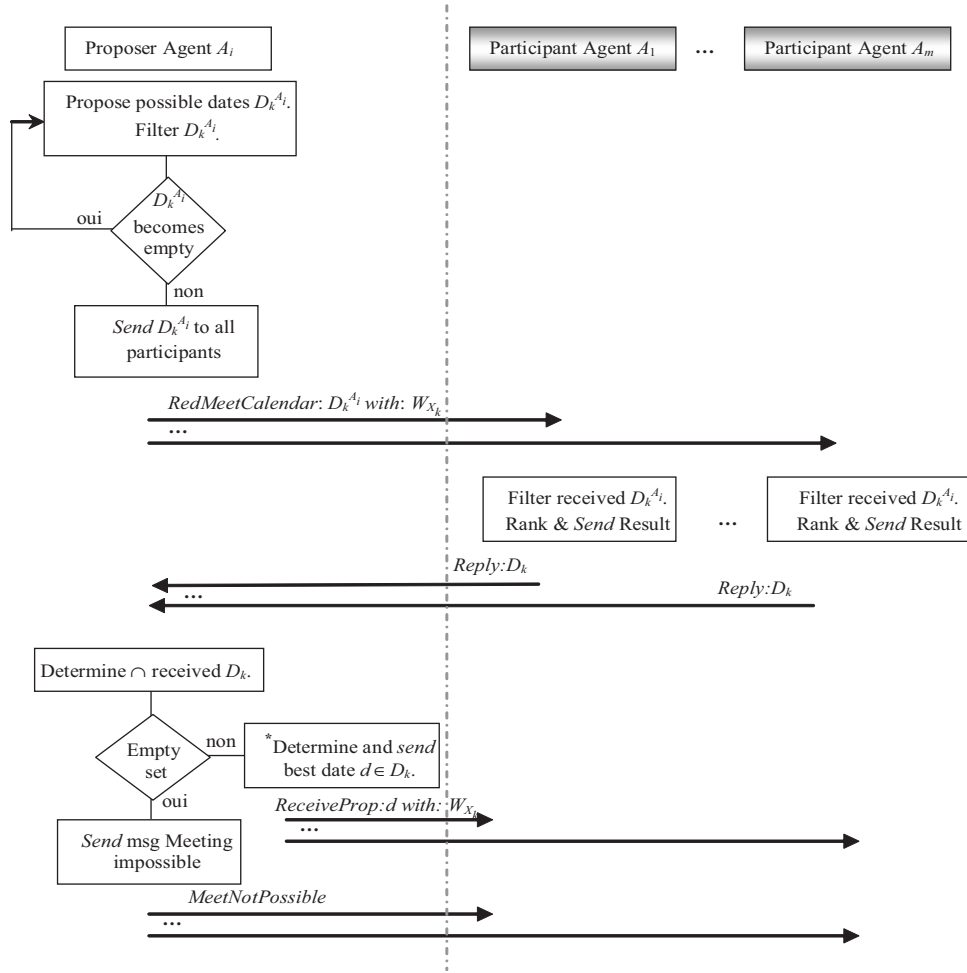 Proposer Agent A_i
Participant Agent A_1 ... Participant Agent A_m
Propose possible dates D_k^{A_i}.
Filter D_k^{A_i}.
D_k^{A_i}
oui
becomes
empty
non
Send D_k^{A_i} to all
participants
RedMeetCalendar: D_k^{A_i} with: W_{X_k}
...
Filter received D_k^{A_i}.
Rank & Send Result
...
Filter received D_k^{A_i}.
Rank & Send Result
Reply:D_k
...
Reply:D_k
Determine ∩ received D_k.
Empty
set
non
*Determine and send
best date d ∈ D_k.
oui
ReceiveProp:d with: W_{X_k}
...
Send msg Meeting
impossible
MeetNotPossible
...